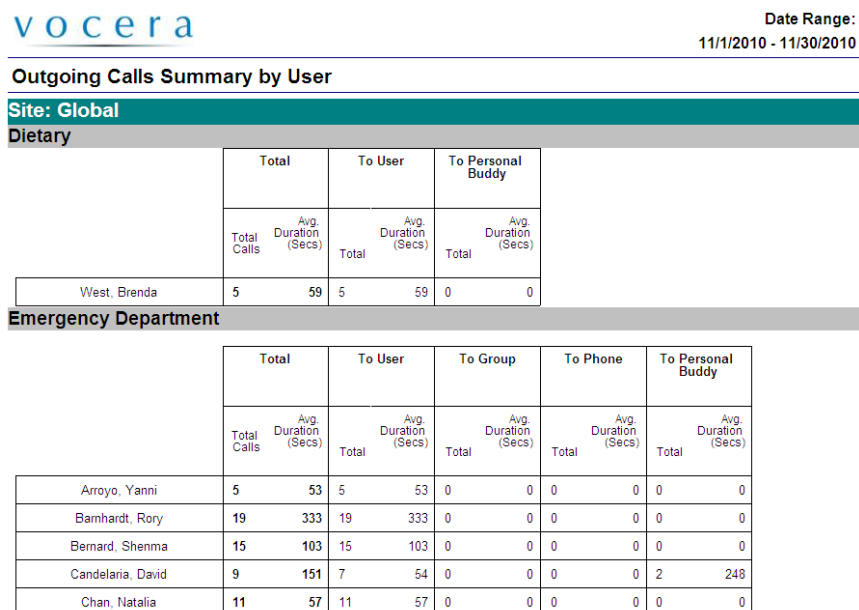 vocera
Date Range:
11/1/2010 - 11/30/2010
Outgoing Calls Summary by User
Site: Global
Dietary
Total To User To Personal Buddy
Total Calls Avg. Duration (Secs) Total Avg. Duration (Secs) Total Avg. Duration (Secs)
West, Brenda 5 59 5 59 0 0
Emergency Department
Total To User To Group To Phone To Personal Buddy
Total Calls Avg. Duration (Secs) Total Avg. Duration (Secs) Total Avg. Duration (Secs) Total Avg. Duration (Secs) Total Avg. Duration (Secs)
Arroyo, Yanni 5 53 5 53 0 0 0 0 0 0
Barnhardt, Rory 19 333 19 333 0 0 0 0 0 0
Bernard, Shenma 15 103 15 103 0 0 0 0 0 0
Candelaria, David 9 151 7 54 0 0 0 0 2 248
Chan, Natalia 11 57 11 57 0 0 0 0 0 0